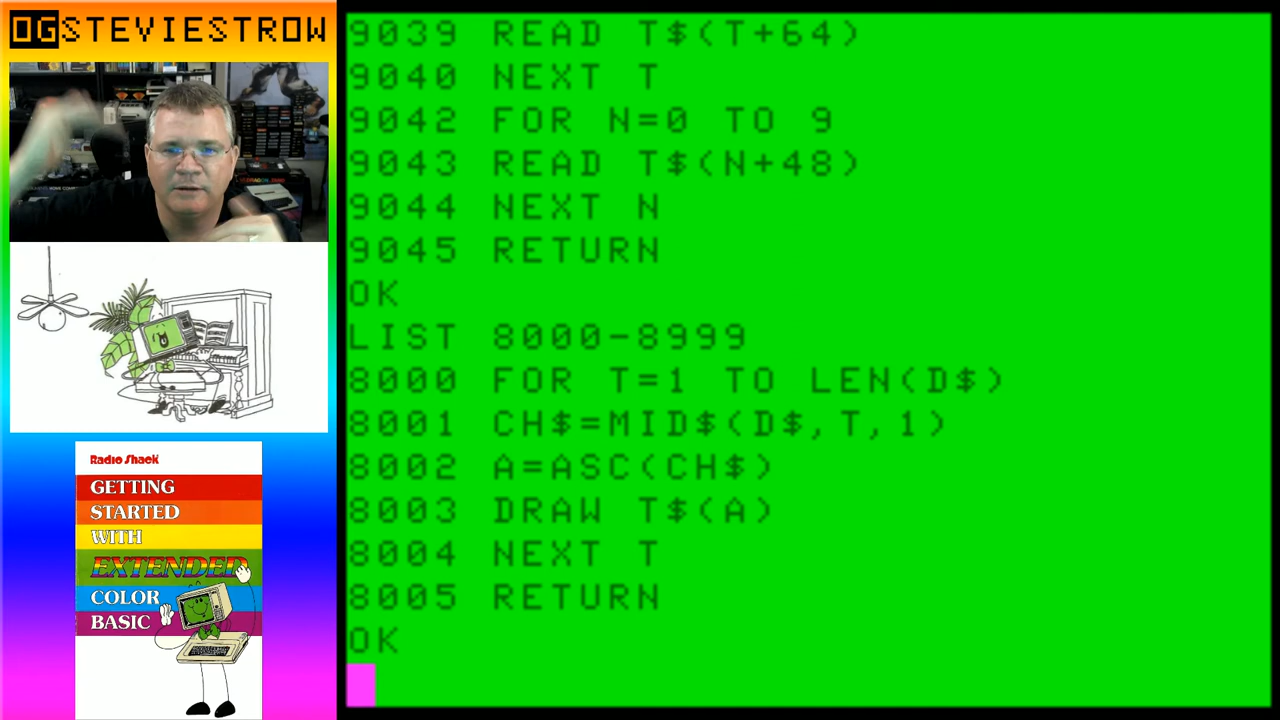 OGSTEVIESTROW
Radio Shack
GETTING
STARTED
WITH
EXTENDED
COLOR
BASIC
9039 READ T$(T+64)
9040 NEXT T
9042 FOR N=0 TO 9
9043 READ T$(N+48)
9044 NEXT N
9045 RETURN
OK
LIST 8000-8999
8000 FOR T=1 TO LEN(D$)
8001 CH$=MID$(D$,T,1)
8002 A=ASC(CH$)
8003 DRAW T$(A)
8004 NEXT T
8005 RETURN
OK